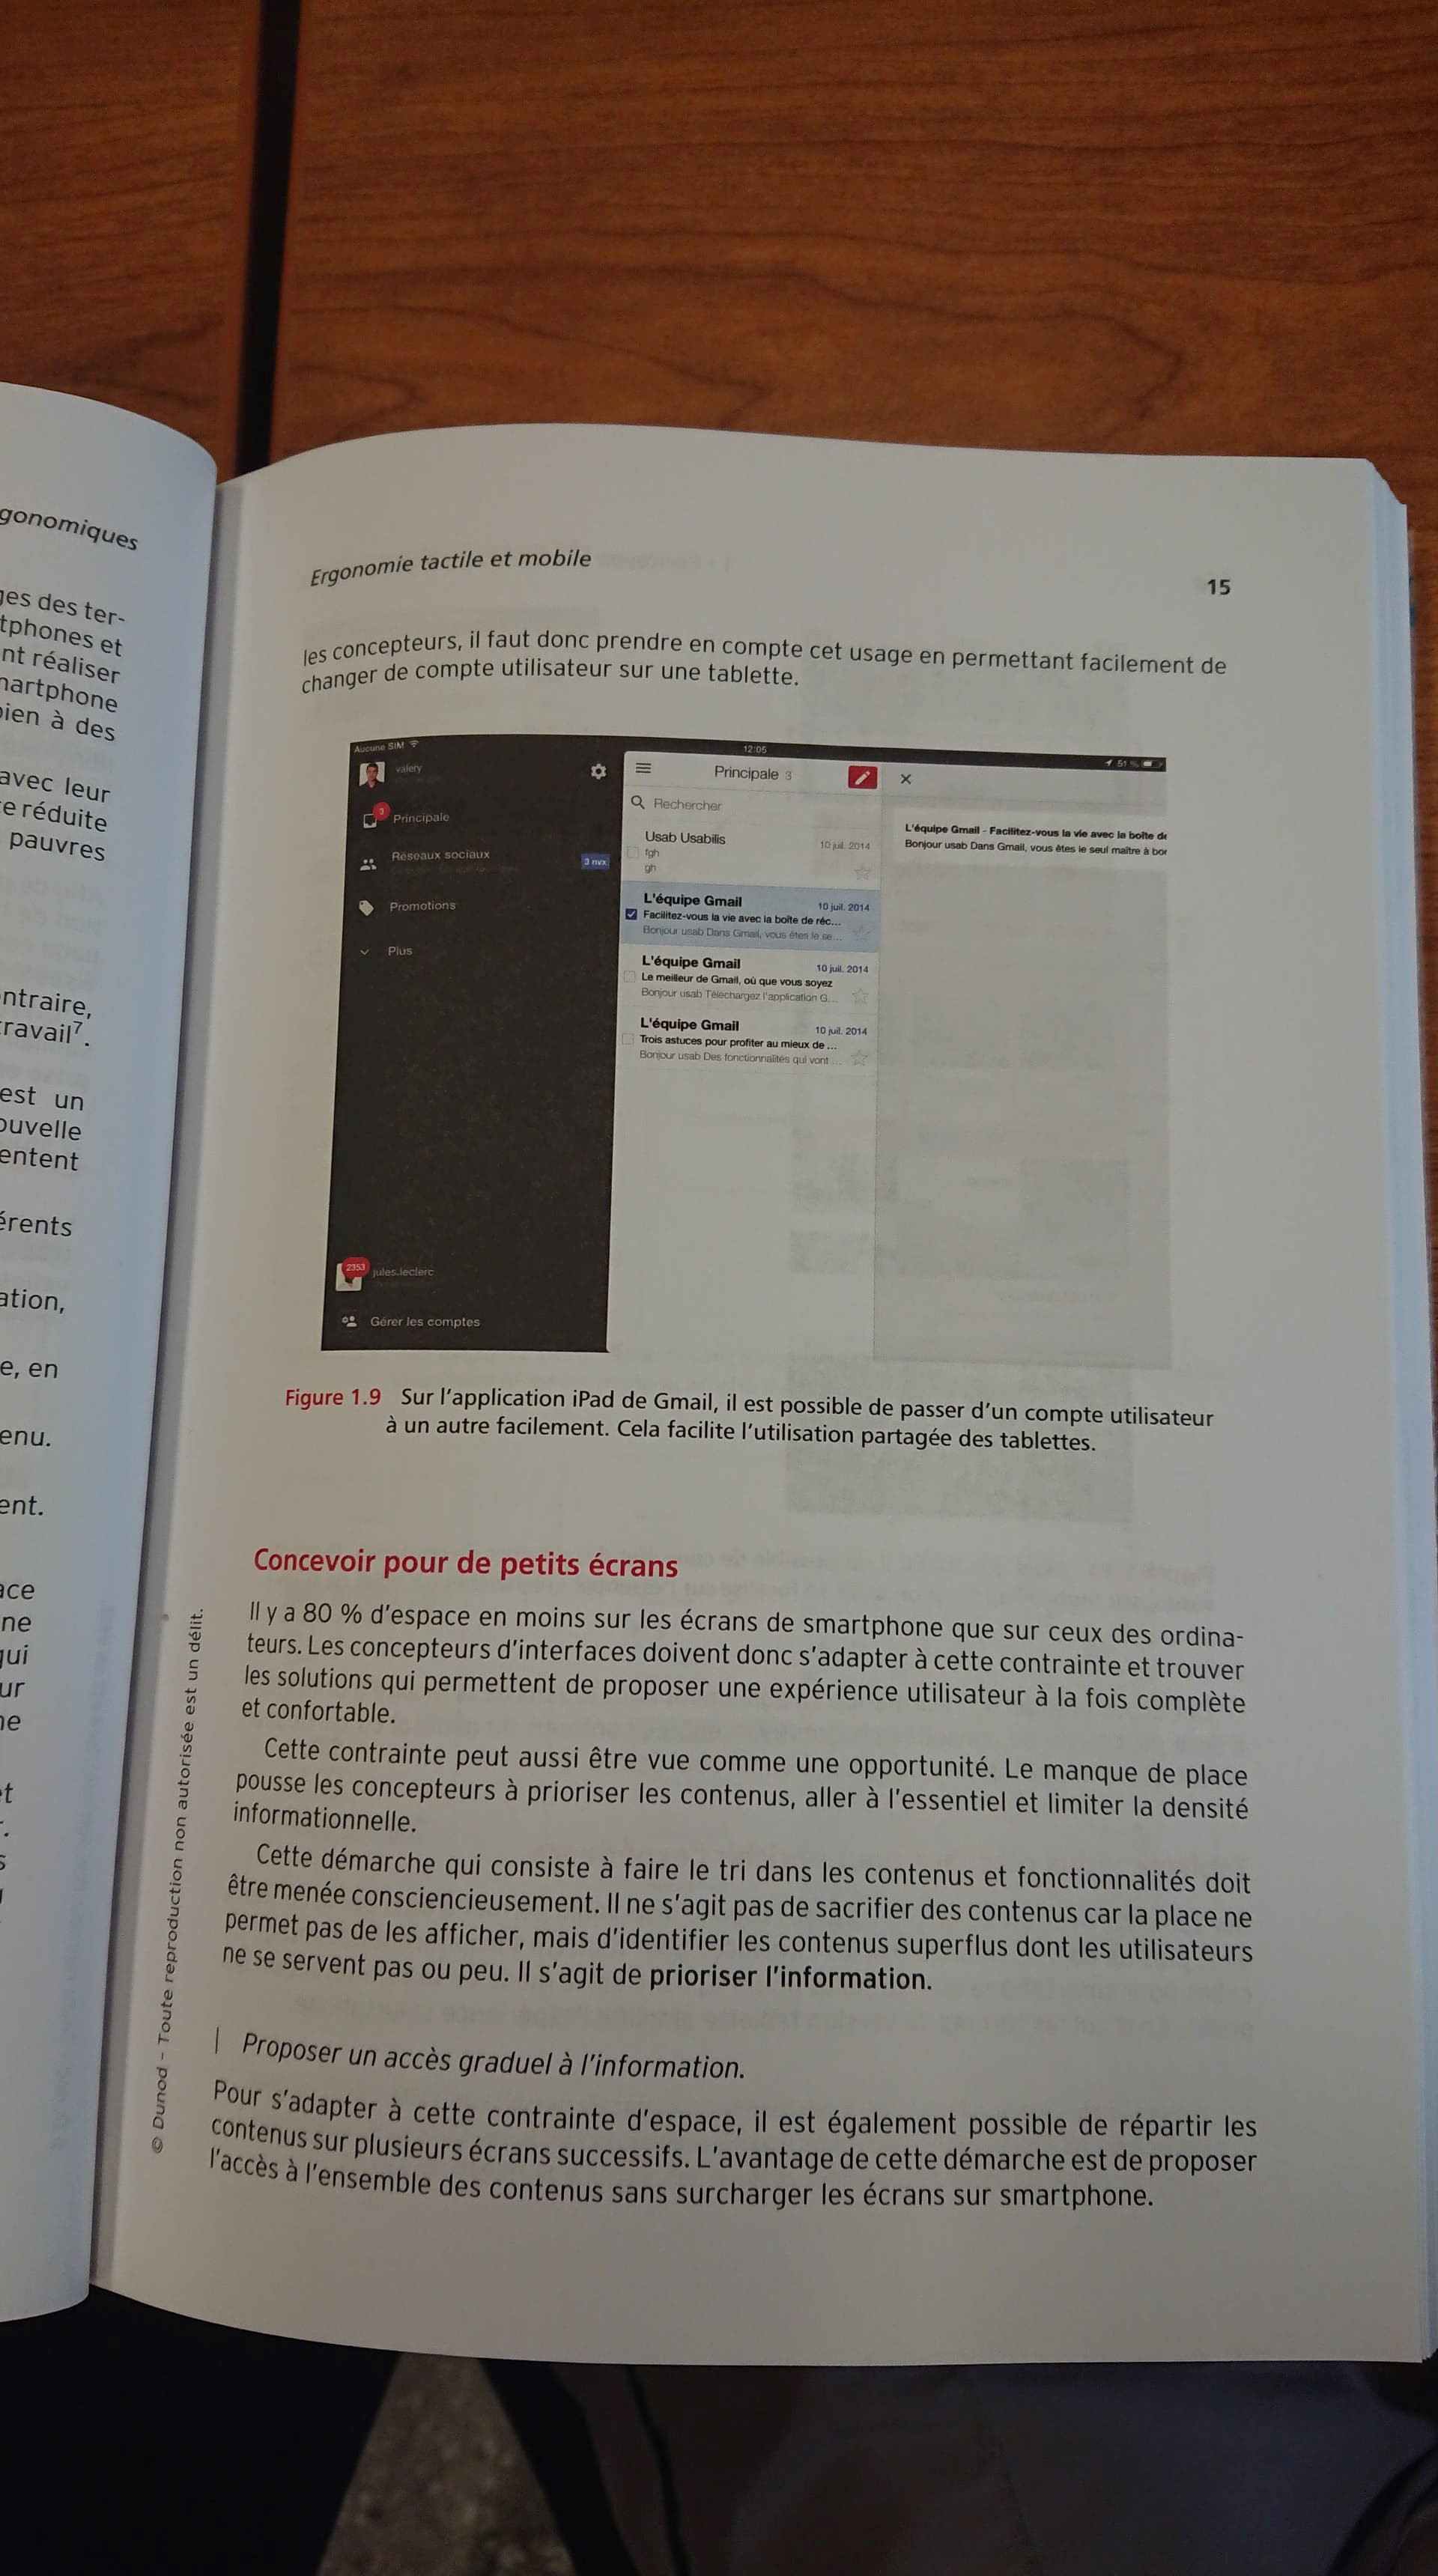 gonomiques
ges des ter-
tphones et
nt réaliser
martphone
bien à des
avec leur
ce réduite
pauvres
ontraire,
travail7.
est un
ouvelle
entent
érents
ation,
e, en
enu.
ent.
ace
ne
qui
ur
ne
et
Ergonomie tactile et mobile
15
les concepteurs, il faut donc prendre en compte cet usage en permettant facilement de
changer de compte utilisateur sur une tablette.
Aucune SIM
12:05
51 %
valery
3
Principale
Réseaux sociaux
3 nvx
Promotions
Plus
2353
jules.leclerc
Gérer les comptes
Principale 3
Rechercher
Usab Usabilis
10 juil. 2014
fgh
gh
L'équipe Gmail
10 juil. 2014
Facilitez-vous la vie avec la boîte de réc...
Bonjour usab Dans Gmail, vous êtes le se...
L'équipe Gmail
10 juil. 2014
Le meilleur de Gmail, où que vous soyez
Bonjour usab Téléchargez l'application G...
L'équipe Gmail
10 juil. 2014
Trois astuces pour profiter au mieux de ...
Bonjour usab Des fonctionnalités qui vont ...
L'équipe Gmail - Facilitez-vous la vie avec la boîte de
Bonjour usab Dans Gmail, vous êtes le seul maître à bor
Figure 1.9 Sur l'application iPad de Gmail, il est possible de passer d'un compte utilisateur
à un autre facilement. Cela facilite l'utilisation partagée des tablettes.
Concevoir pour de petits écrans
Il y a 80 % d'espace en moins sur les écrans de smartphone que sur ceux des ordina-
teurs. Les concepteurs d'interfaces doivent donc s'adapter à cette contrainte et trouver
les solutions qui permettent de proposer une expérience utilisateur à la fois complète
et confortable.
Cette contrainte peut aussi être vue comme une opportunité. Le manque de place
pousse les concepteurs à prioriser les contenus, aller à l'essentiel et limiter la densité
informationnelle.
Cette démarche qui consiste à faire le tri dans les contenus et fonctionnalités doit
être menée consciencieusement. Il ne s'agit pas de sacrifier des contenus car la place ne
permet pas de les afficher, mais d'identifier les contenus superflus dont les utilisateurs
ne se servent pas ou peu. Il s'agit de prioriser l'information.
Proposer un accès graduel à l'information.
Pour s'adapter à cette contrainte d'espace, il est également possible de répartir les
contenus sur plusieurs écrans successifs. L'avantage de cette démarche est de proposer
l'accès à l'ensemble des contenus sans surcharger les écrans sur smartphone.
© Dunod – Toute reproduction non autorisée est un délit.